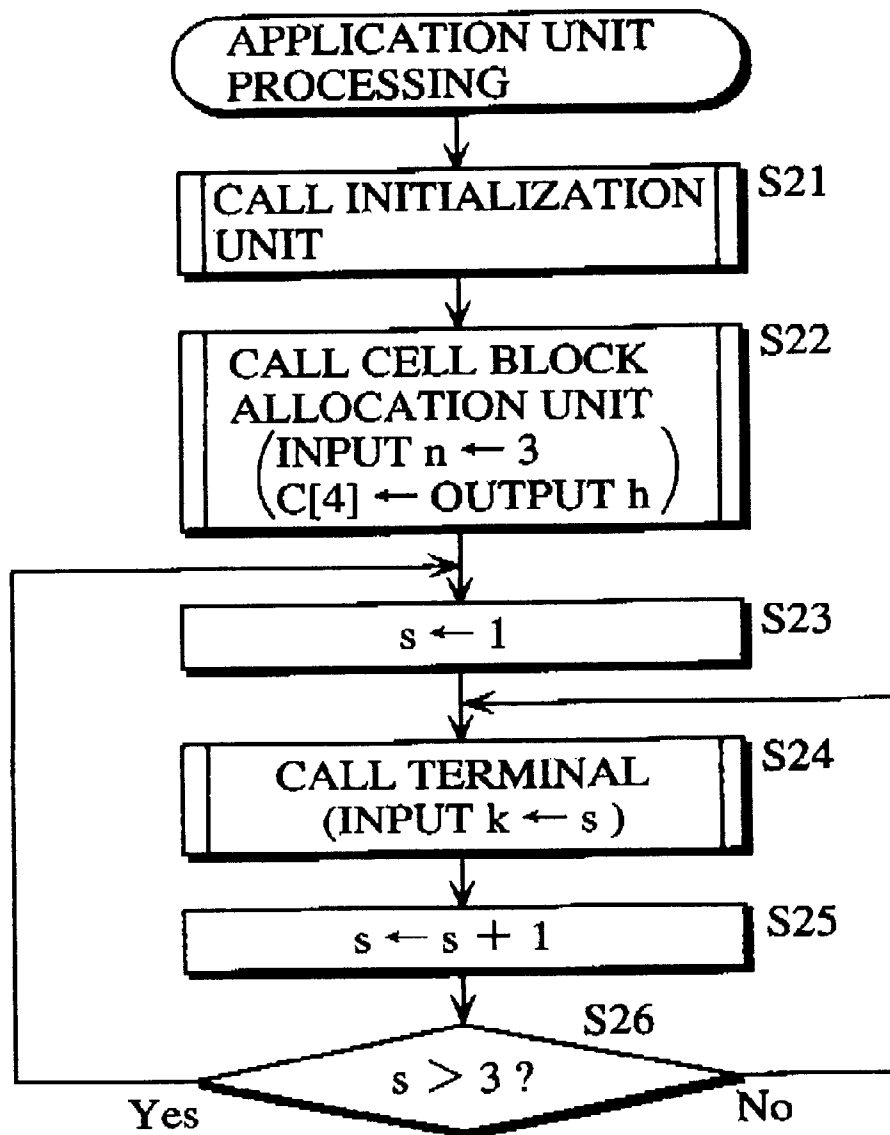 APPLICATION UNIT
PROCESSING
CALL INITIALIZATION
UNIT
S21
CALL CELL BLOCK
ALLOCATION UNIT
(INPUT n ← 3
C[4] ← OUTPUT h)
S22
s ← 1
S23
CALL TERMINAL
(INPUT k ← s )
S24
s ← s + 1
S25
S26
s > 3 ?
Yes
No